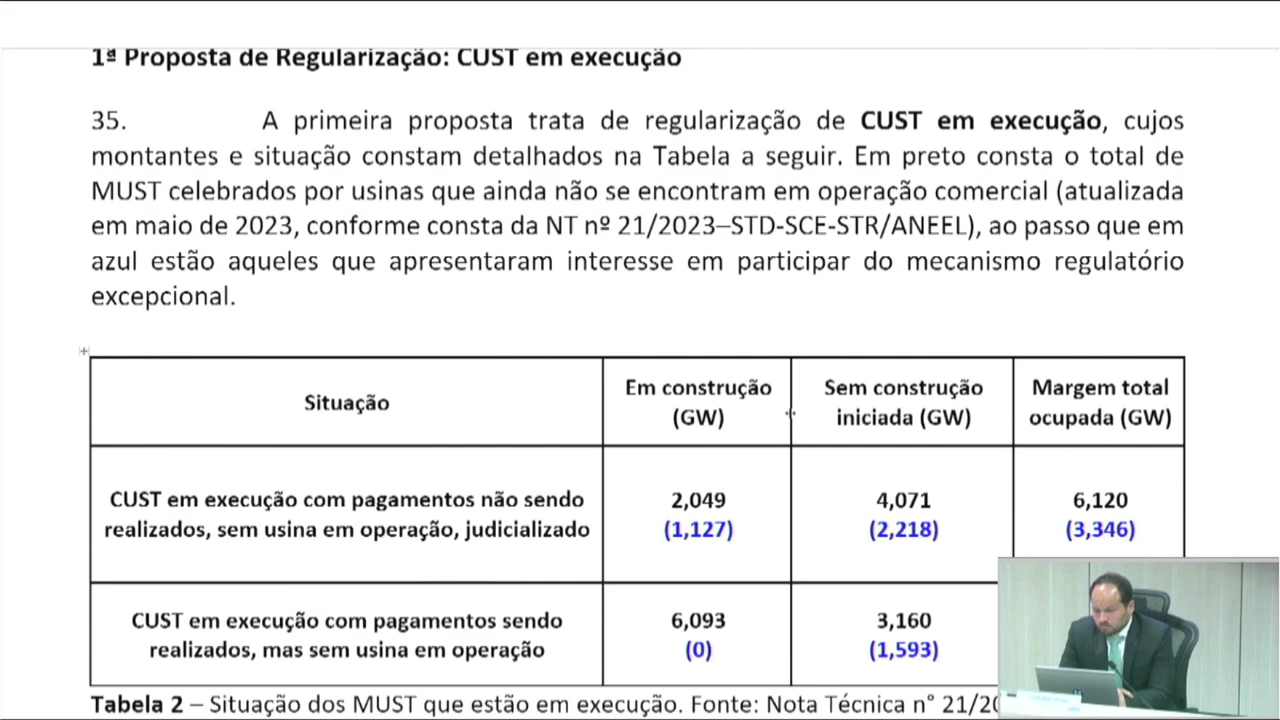 1ª Proposta de Regularização: CUST em execução
35. A primeira proposta trata de regularização de CUST em execução, cujos
montantes e situação constam detalhados na Tabela a seguir. Em preto consta o total de
MUST celebrados por usinas que ainda não se encontram em operação comercial (atualizada
em maio de 2023, conforme consta da NT nº 21/2023–STD-SCE-STR/ANEEL), ao passo que em
azul estão aqueles que apresentaram interesse em participar do mecanismo regulatório
excepcional.
Situação
Em construção
(GW)
Sem construção
iniciada (GW)
Margem total
ocupada (GW)
CUST em execução com pagamentos não sendo
realizados, sem usina em operação, judicializado
2,049
(1,127)
4,071
(2,218)
6,120
(3,346)
CUST em execução com pagamentos sendo
realizados, mas sem usina em operação
6,093
(0)
3,160
(1,593)
Tabela 2 – Situação dos MUST que estão em execução. Fonte: Nota Técnica n° 21/20